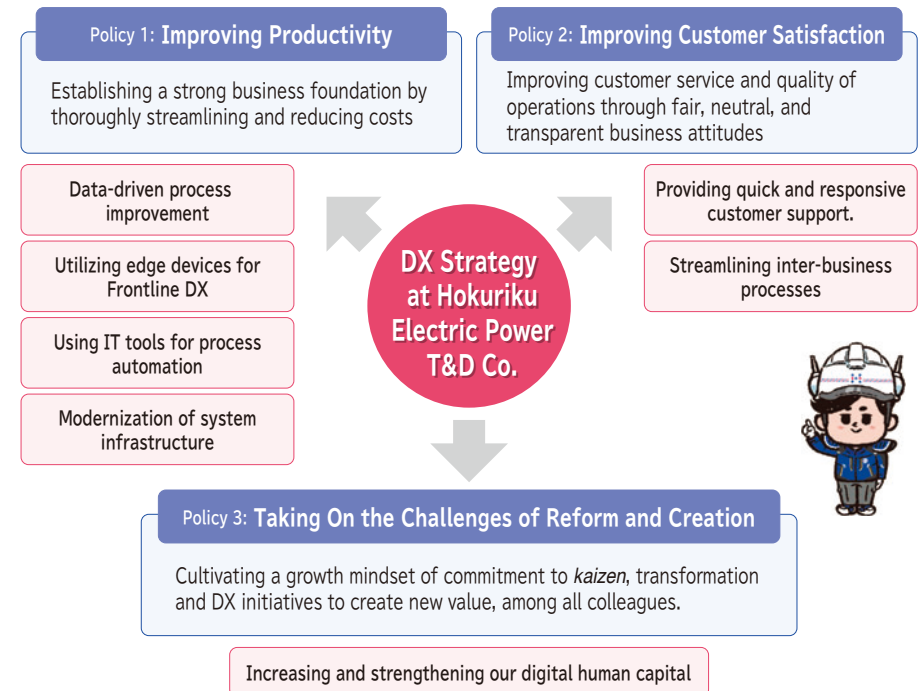 Policy 1: Improving Productivity
Establishing a strong business foundation by
thoroughly streamlining and reducing costs
Data-driven process
improvement
Utilizing edge devices for
Frontline DX
Using IT tools for process
automation
Modernization of system
infrastructure
Policy 2: Improving Customer Satisfaction
Improving customer service and quality of
operations through fair, neutral, and
transparent business attitudes
Providing quick and responsive
customer support.
Streamlining inter-business
processes
DX Strategy
at Hokuriku
Electric Power
T&D Co.
Policy 3: Taking On the Challenges of Reform and Creation
Cultivating a growth mindset of commitment to kaizen, transformation
and DX initiatives to create new value, among all colleagues.
Increasing and strengthening our digital human capital